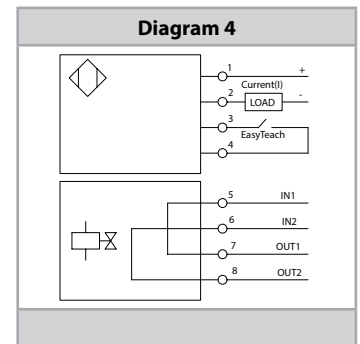 Diagram 4
1 +
Current(I)
2 LOAD -
3
EasyTeach
4
5 IN1
6 IN2
7 OUT1
8 OUT2